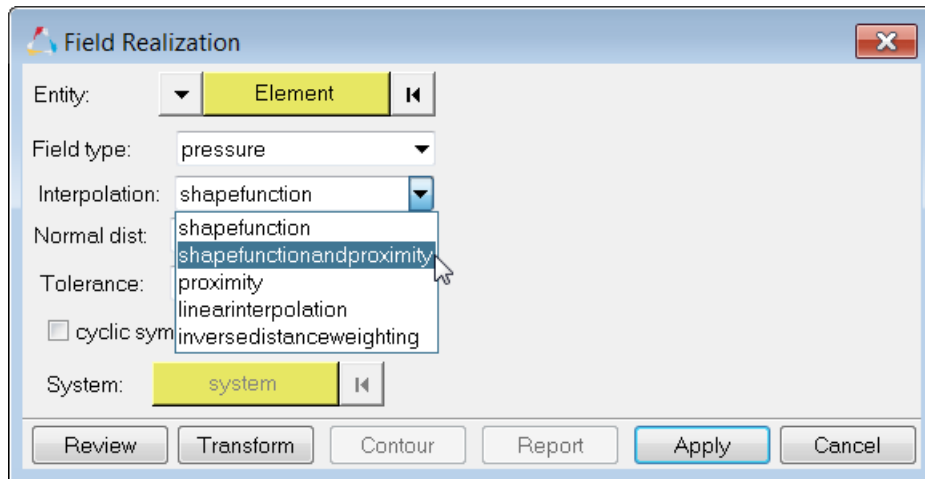 Field Realization
Entity: Element
Field type: pressure
Interpolation: shapefunction
shapefunction
Normal dist:
shapefunctionandproximity
Tolerance: proximity
linearinterpolation
cyclic sym
inversedistanceweighting
System: system
Review Transform Contour Report Apply Cancel